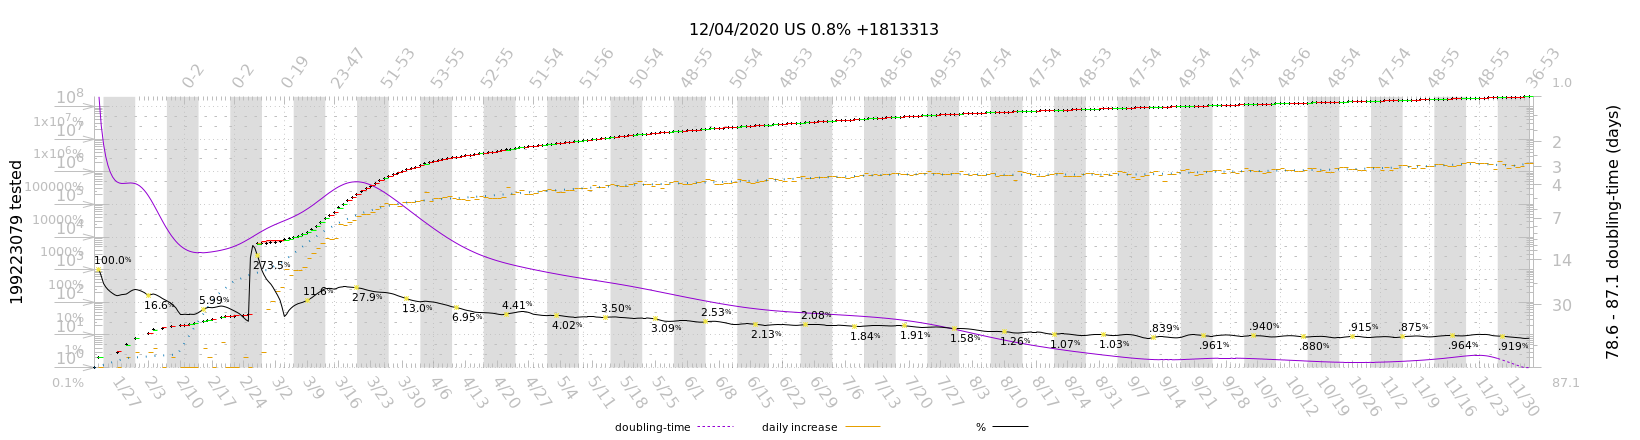 12/04/2020 US 0.8% +1813313
0-2 0-2 0-19 23-47 51-53 53-55 52-55 51-54 51-56 50-54 48-55 50-54 48-53 49-53 47-55 49-55 47-54 48-53 47-54 49-54 47-54 48-56 48-54 47-54 48-55 48-55 36-53
10⁸ 1.0
1x10⁷%
10⁷
2
1x10⁶%
10⁶ 3
100000% 4
10⁵
10000% 7
10⁴
1000%
10³ 14
100%
10² 30
10%
10¹
1%
10⁰
0.1% 87.1
199223079 tested
78.6 - 87.1 doubling-time (days)
100.0% 16.6% 5.99% 273.5% 11.6% 27.9% 13.0% 6.95% 4.41% 4.02% 3.50% 3.09% 2.53% 2.13% 2.08% 1.84% 1.91% 1.58% 1.26% 1.07% 1.03% .839% .961% .940% .880% .915% .875% .964% .919%
1/27 2/3 2/10 2/17 2/24 3/2 3/9 3/16 3/23 3/30 4/6 4/13 4/20 4/27 5/4 5/11 5/18 5/25 6/1 6/8 6/15 6/22 6/29 7/6 7/13 7/20 7/27 8/3 8/10 8/17 8/24 8/31 9/7 9/14 9/21 9/28 10/5 10/12 10/19 10/26 11/2 11/9 11/16 11/23 11/30
doubling-time daily increase %